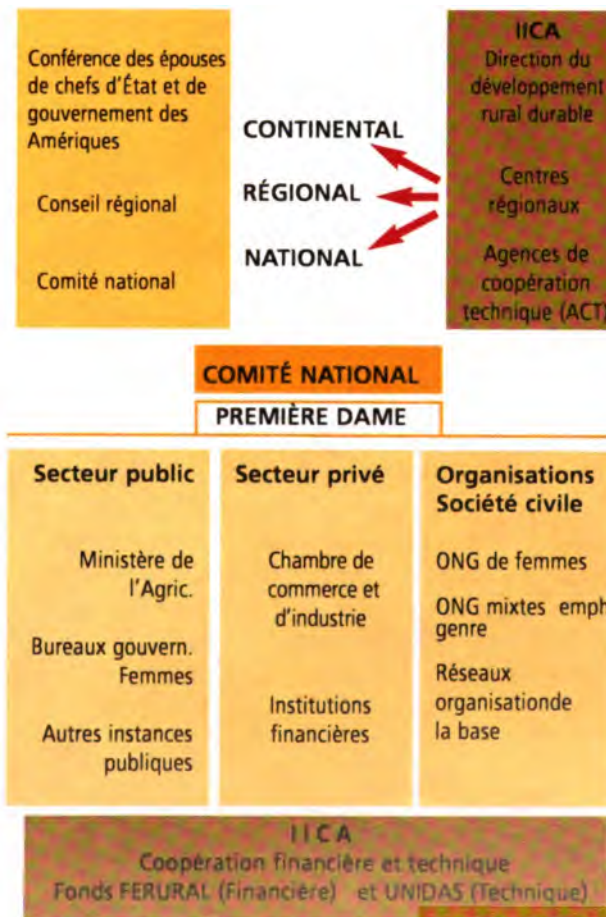 Conférence des épouses
de chefs d'État et de
gouvernement des
Amériques
Conseil régional
Comité national
CONTINENTAL
RÉGIONAL
NATIONAL
IICA
Direction du
développement
rural durable
Centres
régionaux
Agences de
coopération
technique (ACT)
COMITÉ NATIONAL
PREMIÈRE DAME
Secteur public
Ministère de
l'Agric.
Bureaux gouvern.
Femmes
Autres instances
publiques
Secteur privé
Chambre de
commerce et
d'industrie
Institutions
financières
Organisations
Société civile
ONG de femmes
ONG mixtes emph
genre
Réseaux
organisationde
la base
IICA
Coopération financière et technique
Fonds FERURAL (Financière) et UNIDAS (Technique)